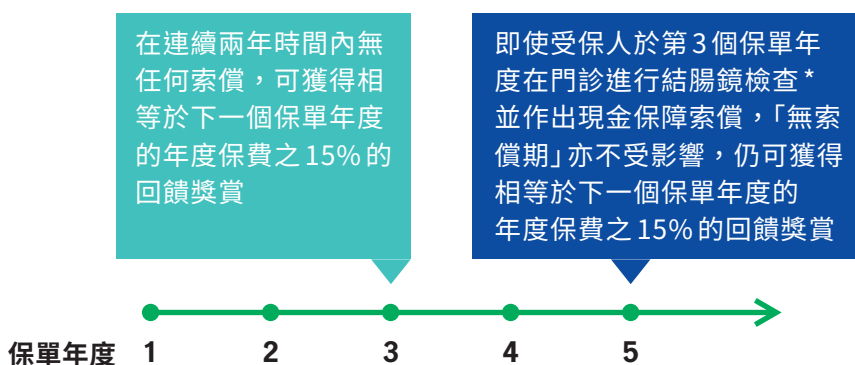 在連續兩年時間內無
任何索償，可獲得相
等於下一個保單年度
的年度保費之15%的
回饋獎賞
即使受保人於第3個保單年
度在門診進行結腸鏡檢查*
並作出現金保障索償，「無索
償期」亦不受影響，仍可獲得
相等於下一個保單年度的
年度保費之15%的回饋獎賞
保單年度 1 2 3 4 5